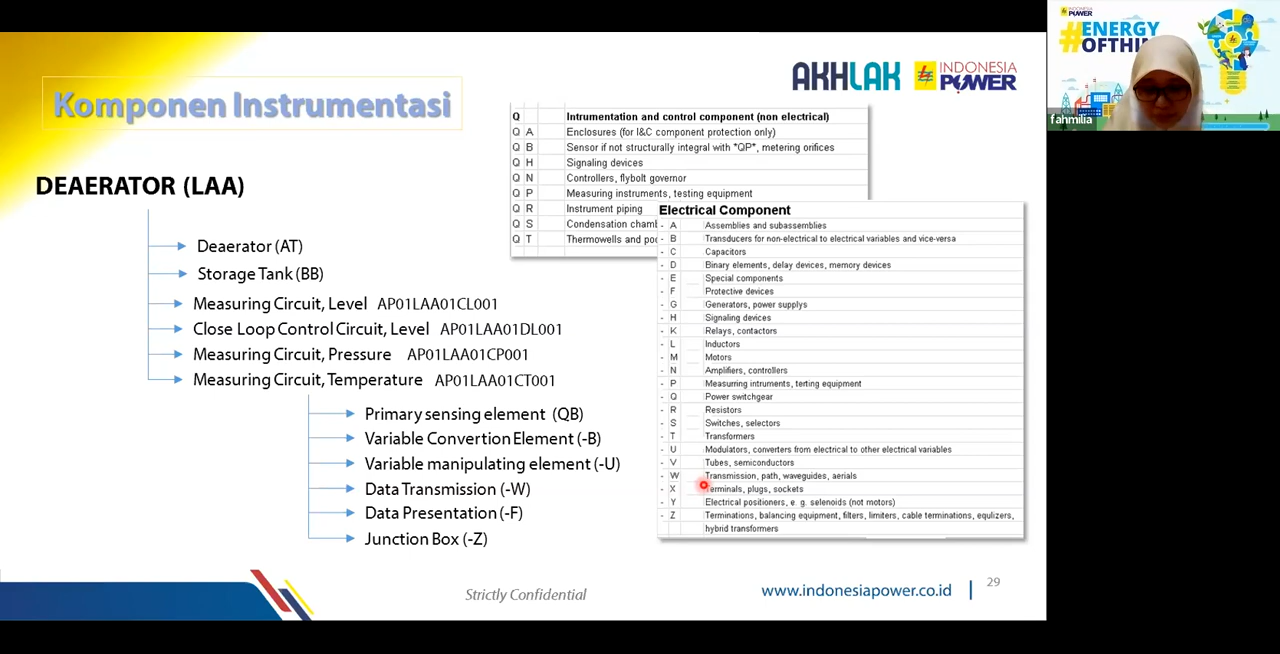 Komponen Instrumentasi
AKHLAK
INDONESIA
POWER
DEAERATOR (LAA)
Deaerator (AT)
Storage Tank (BB)
Measuring Circuit, Level AP01LAA01CL001
Close Loop Control Circuit, Level AP01LAA01DL001
Measuring Circuit, Pressure AP01LAA01CP001
Measuring Circuit, Temperature AP01LAA01CT001
Primary sensing element (QB)
Variable Convertion Element (-B)
Variable manipulating element (-U)
Data Transmission (-W)
Data Presentation (-F)
Junction Box (-Z)
Q Intrumentation and control component (non electrical)
Q A Enclosures (for I&C component protection only)
Q B Sensor if not structurally integral with "QP", metering orifices
Q H Signaling devices
Q N Controllers, flybolt governor
Q P Measuring instruments, testing equipment
Q R Instrument piping
Q S Condensation
Q T Thermowells and
Electrical Component
- A Assemblies and subassemblies
- B Transducers for non-electrical to electrical variables and vice-versa
- C Capacitors
- D Binary elements, delay devices, memory devices
- E Special components
- F Protective devices
- G Generators, power supplys
- H Signaling devices
- K Relays, contactors
- L Inductors
- M Motors
- N Amplifiers, controllers
- P Measurring intruments, terting equipment
- Q Power switchgear
- R Resistors
- S Switches, selectors
- T Transformers
- U Modulators, converters from electrical to other electrical variables
- V Tubes, semiconductors
- W Transmission, path, waveguides, aerials
- X Terminals, plugs, sockets
- Y Electrical positioners, e. g. selenoids (not motors)
- Z Terminations, balancing equipment, filters, limiters, cable terminations, equlizers,
hybrid transformers
Strictly Confidential
www.indonesiapower.co.id
29
INDONESIA
POWER
#ENERGY
OFTHI
fahmilia